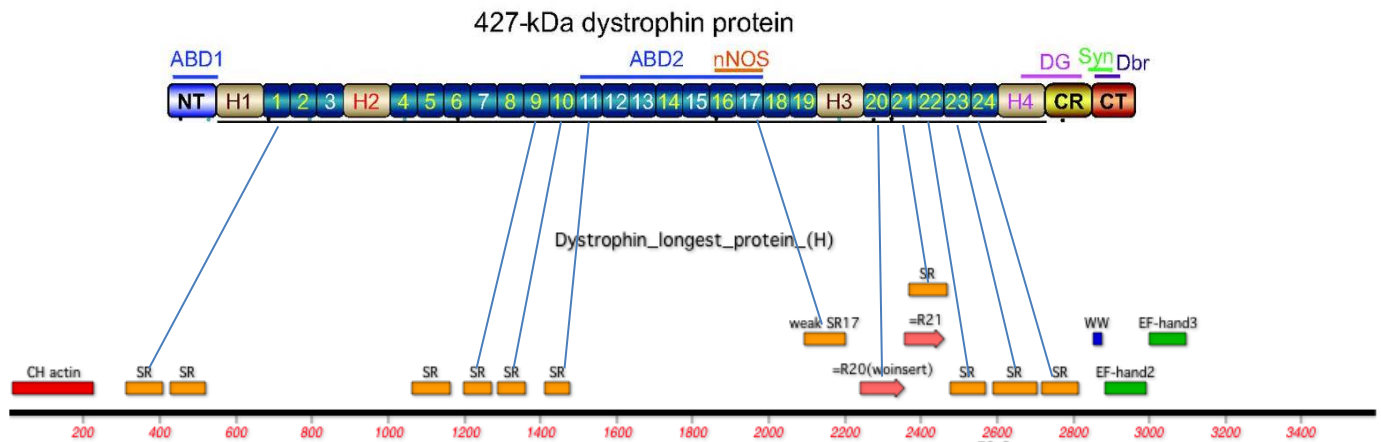 427-kDa dystrophin protein
ABD1 ABD2 nNOS DG Syn Dbr
NT H1 1 2 3 H2 4 5 6 7 8 9 10 11 12 13 14 15 16 17 18 19 H3 20 21 22 23 24 H4 CR CT
Dystrophin_longest_protein_(H)
SR
weak SR17 =R21 WW EF-hand3
CH actin SR SR SR SR SR SR =R20(woinsert) SR SR SR EF-hand2
200 400 600 800 1000 1200 1400 1600 1800 2000 2200 2400 2600 2800 3000 3200 3400